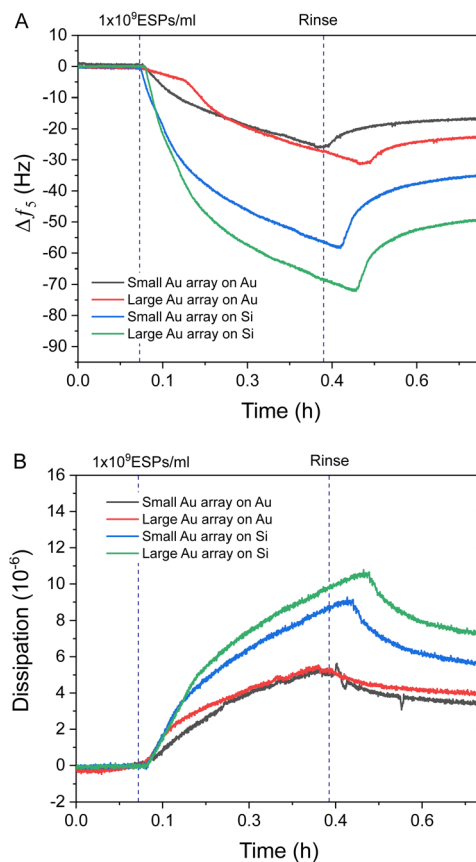 A
1x10⁹ESPs/ml Rinse
10
0
-10
-20
-30
-40
-50
-60
-70
-80
-90
Δf₅ (Hz)
Small Au array on Au
Large Au array on Au
Small Au array on Si
Large Au array on Si
0.0 0.1 0.2 0.4 0.5 0.6
Time (h)
B
1x10⁹ESPs/ml Rinse
16
14
12
10
8
6
4
2
0
-2
Dissipation (10⁻⁶)
Small Au array on Au
Large Au array on Au
Small Au array on Si
Large Au array on Si
0.0 0.1 0.2 0.4 0.5 0.6
Time (h)